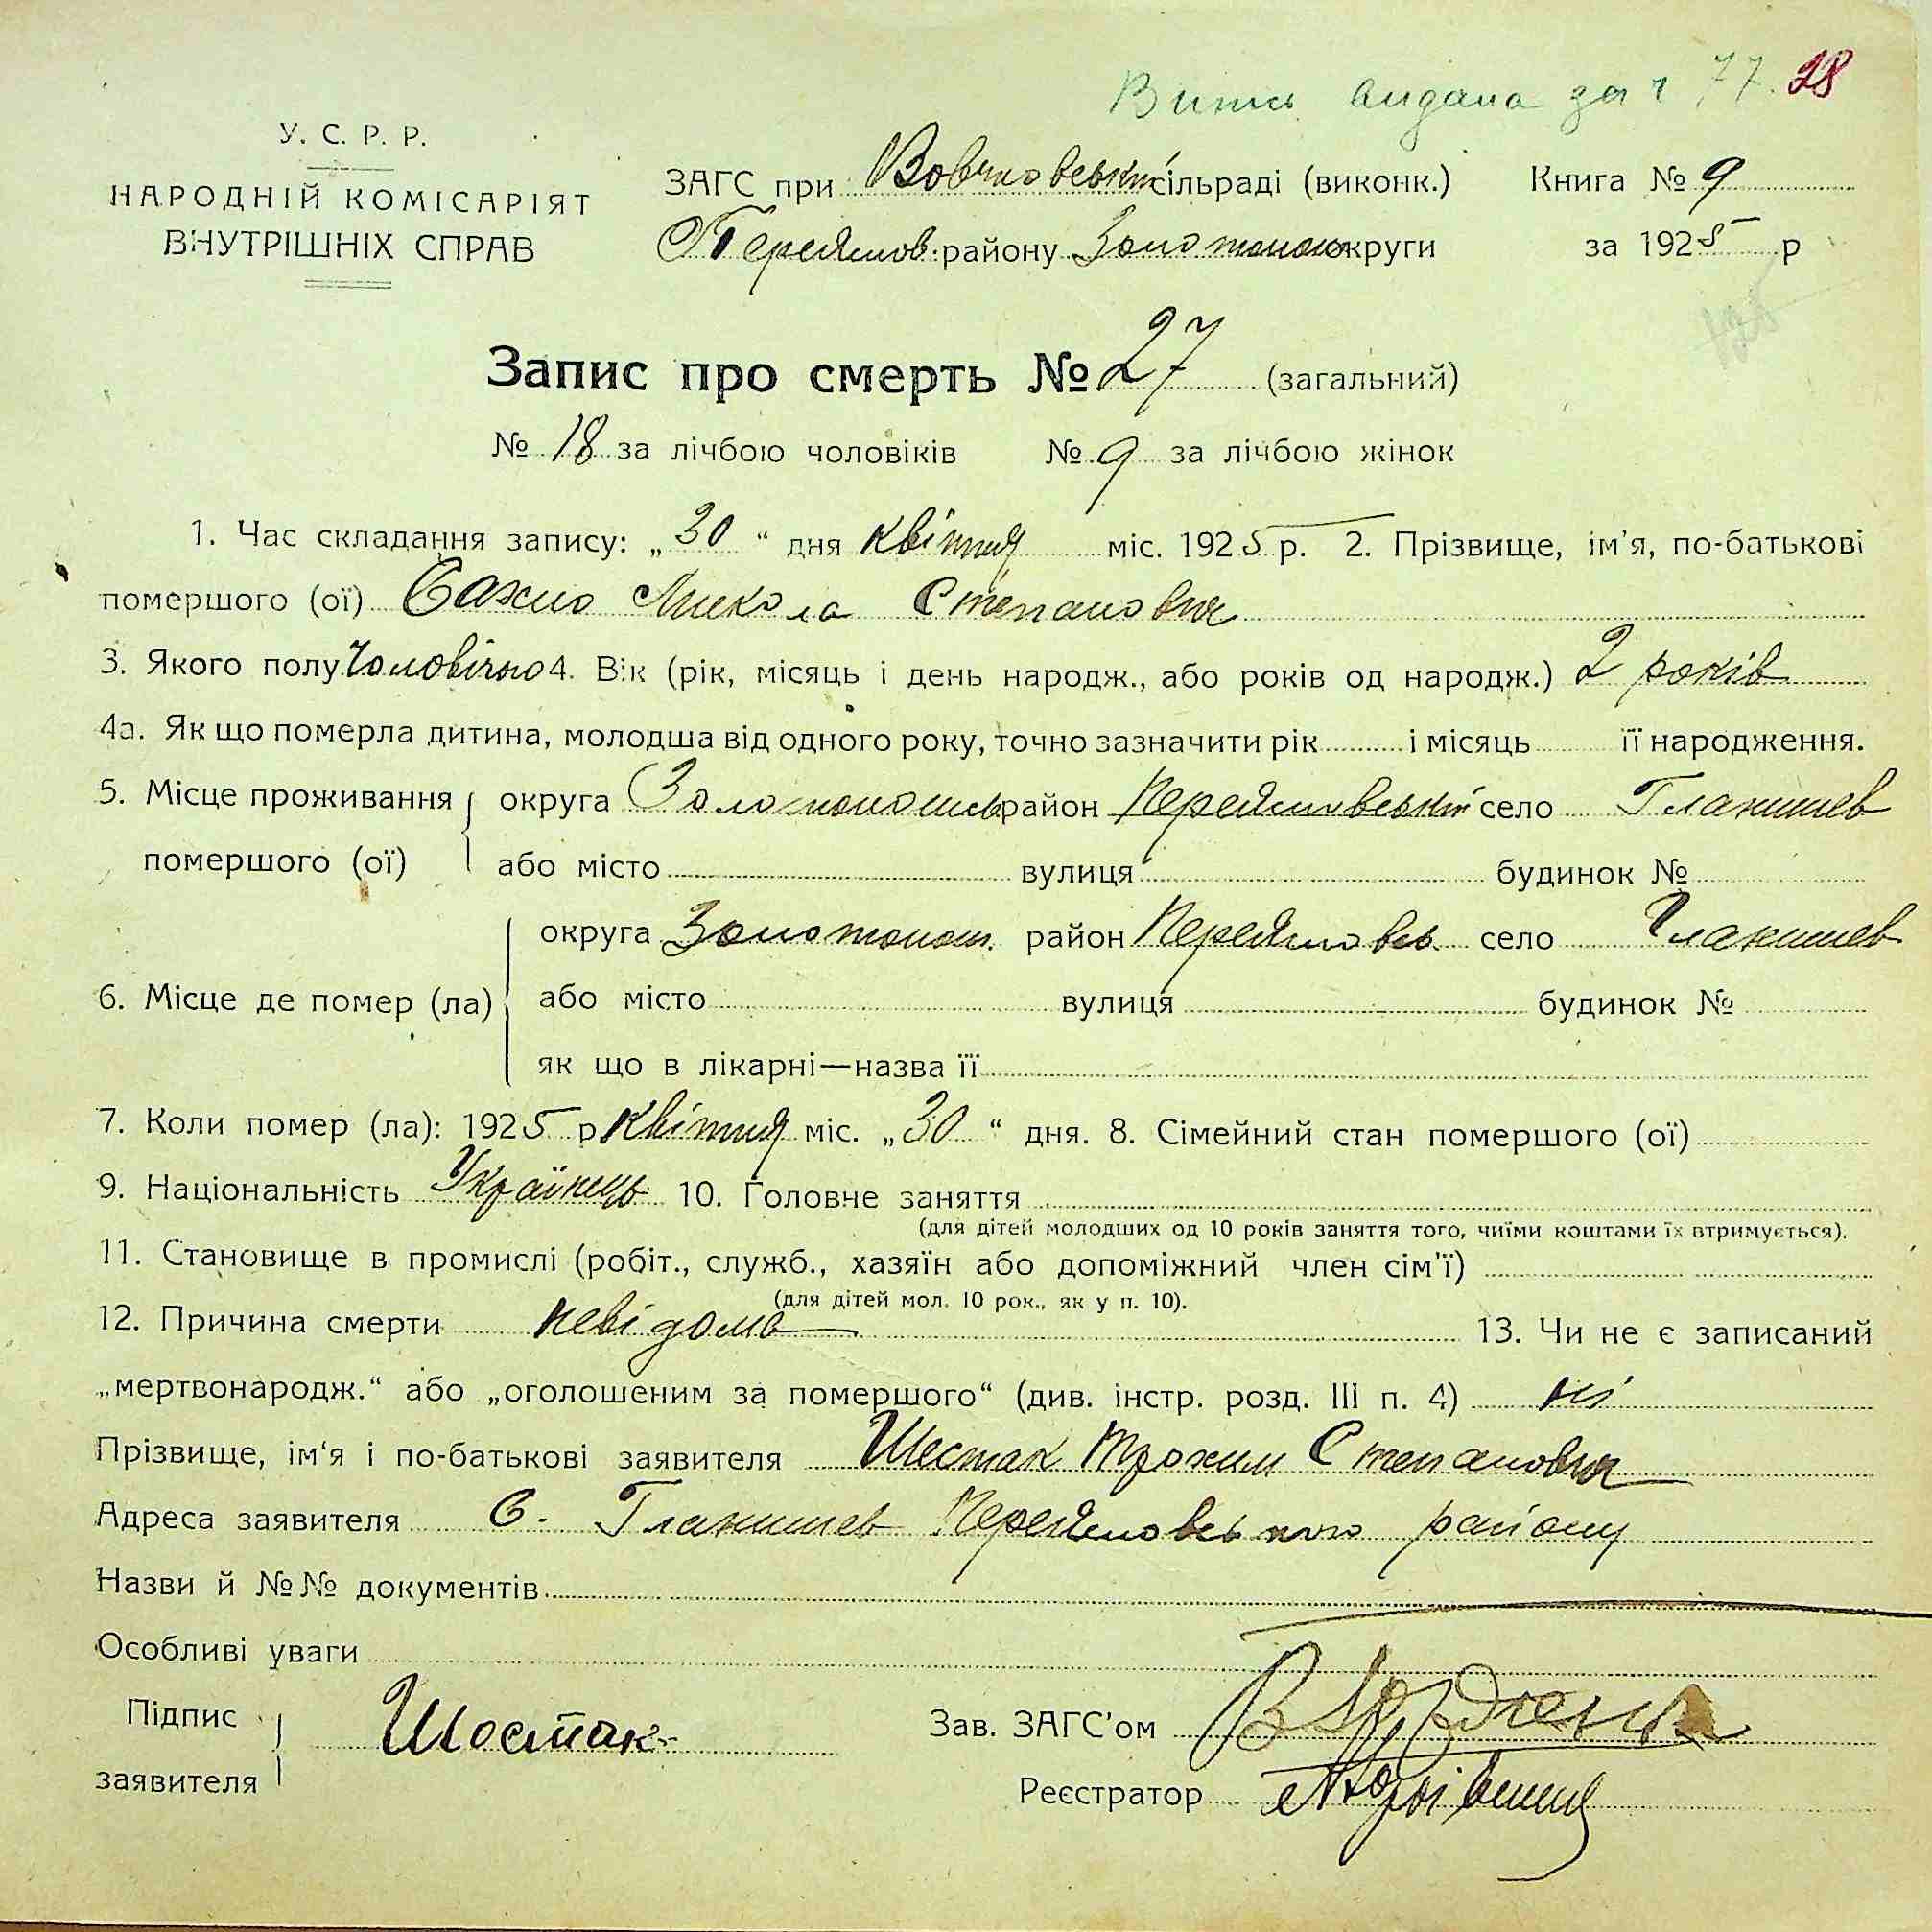 видана за ч 77. 28
У. С. Р. Р.
НАРОДНІЙ КОМІСАРІЯТ
ВНУТРІШНІХ СПРАВ
ЗАГС при сільраді (виконк.) Книга № 9
Переяслов. району Золотонош округи за 1925 р
Запис про смерть № 27 (загальний)
№ 18 за лічбою чоловіків № 9 за лічбою жінок
1. Час складання запису: „30“ дня квітня міс. 1925 р. 2. Прізвище, ім'я, по-батькові
помершого (ої) Сахно Микола Степанович
3. Якого полу Чоловічого 4. Вік (рік, місяць і день народж., або років од народж.) 2 років
4а. Як що померла дитина, молодша від одного року, точно зазначити рік і місяць її народження.
5. Місце проживання округа Золотоноськ район Переяславський село Гланишев
помершого (ої) або місто вулиця будинок №
округа Золотонош. район Переяславсь село Гланишев
6. Місце де помер (ла) або місто вулиця будинок №
як що в лікарні—назва її
7. Коли помер (ла): 1925 р квітня міс. „30“ дня. 8. Сімейний стан помершого (ої)
9. Національність Українець 10. Головне заняття
(для дітей молодших од 10 років заняття того, чиїми коштами їх втримується).
11. Становище в промислі (робіт., служб., хазяїн або допоміжний член сім'ї)
(для дітей мол. 10 рок., як у п. 10).
12. Причина смерти невідома 13. Чи не є записаний
„мертвонародж.“ або „оголошеним за помершого“ (див. інстр. розд. III п. 4) ні
Прізвище, ім'я і по-батькові заявителя Шестак Трохим Степанович
Адреса заявителя С. Гланишев Переясловського району
Назви й №№ документів
Особливі уваги
Підпис Шостак Зав. ЗАГС'ом
заявителя
Реєстратор